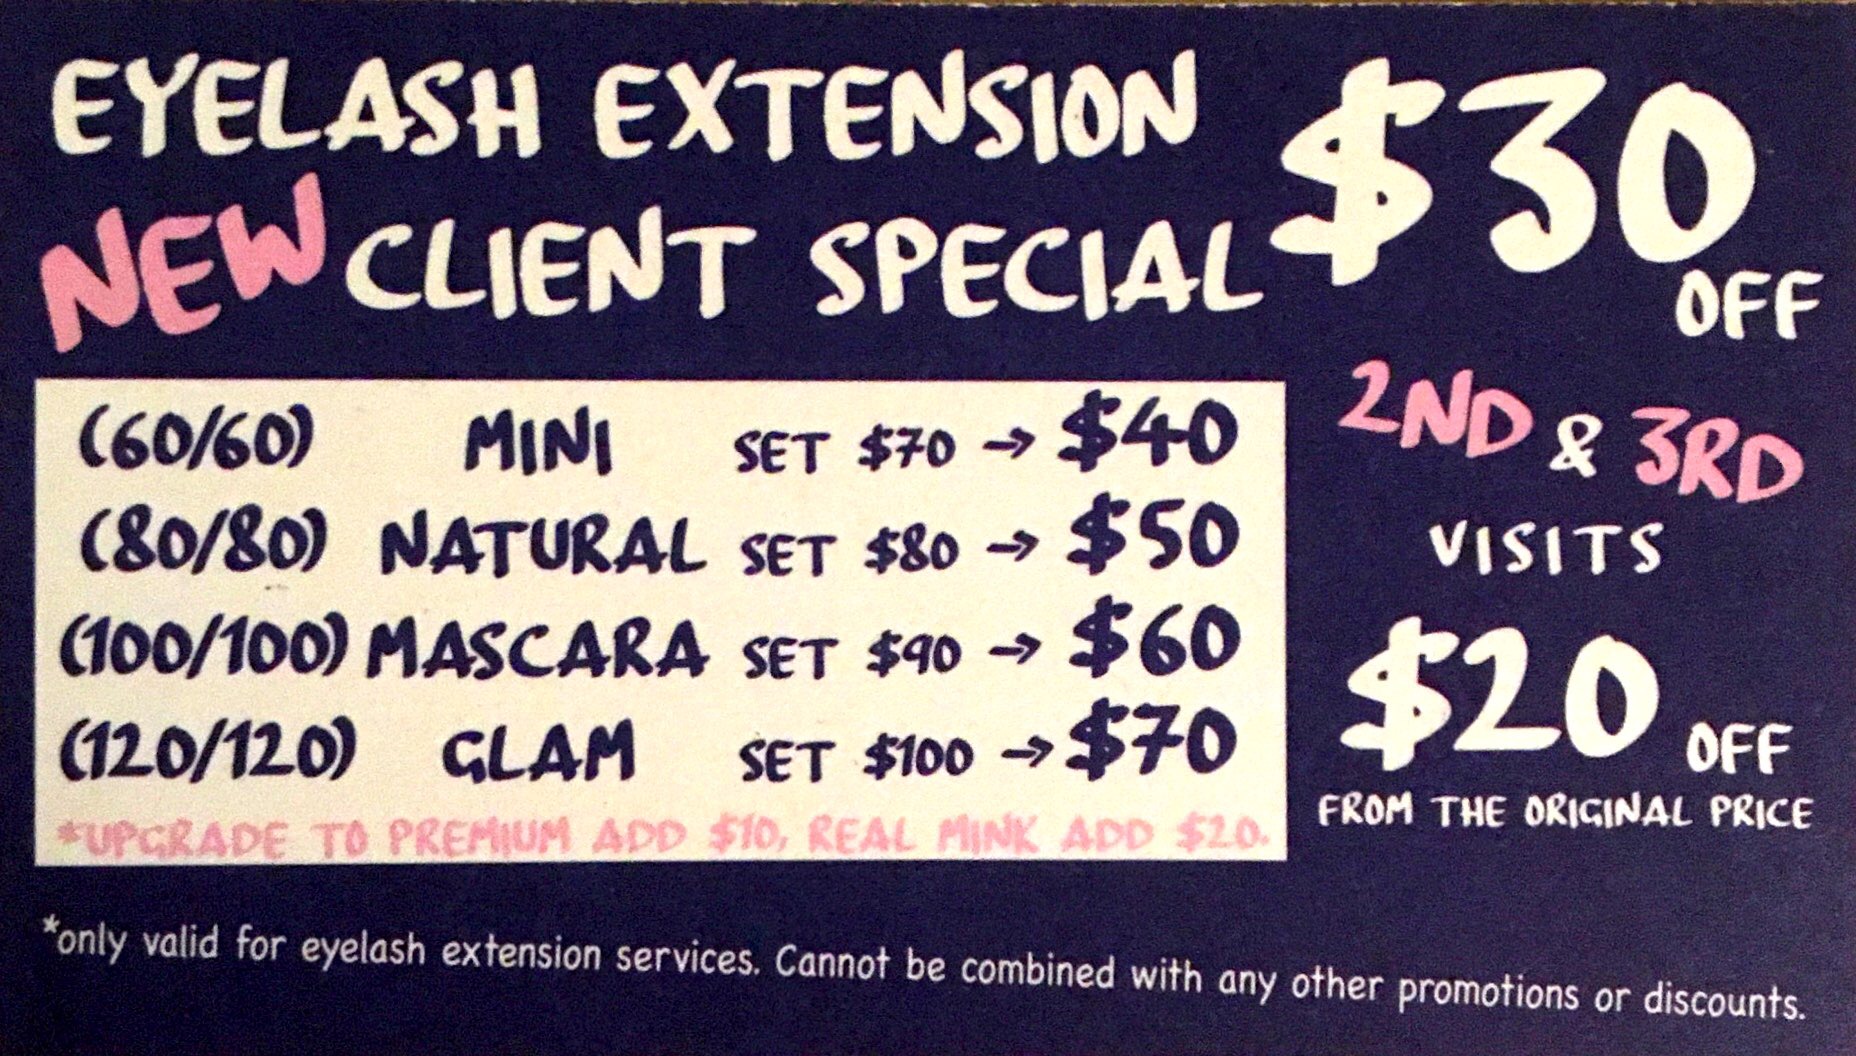 EYELASH EXTENSION
NEW CLIENT SPECIAL
$30
OFF
(60/60) MINI SET $70 → $40
(80/80) NATURAL SET $80 → $50
(100/100) MASCARA SET $90 → $60
(120/120) GLAM SET $100 → $70
*UPGRADE TO PREMIUM ADD $10, REAL MINK ADD $20.
2ND & 3RD
VISITS
$20 OFF
FROM THE ORIGINAL PRICE
*only valid for eyelash extension services. Cannot be combined with any other promotions or discounts.